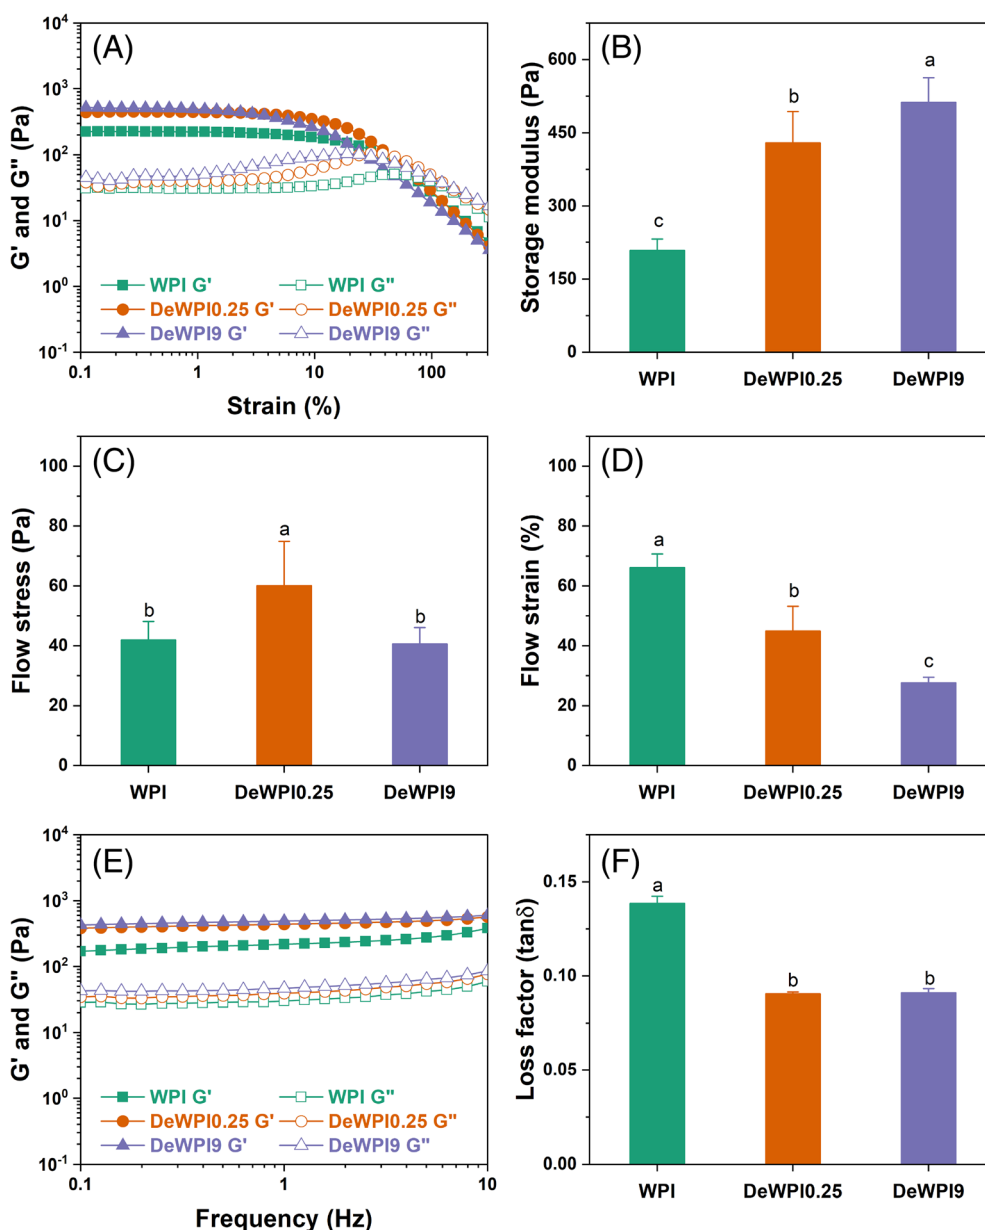 (A)
G' and G" (Pa)
10⁴
10³
10²
10¹
10⁰
10⁻¹
WPI G' WPI G"
DeWPI0.25 G' DeWPI0.25 G"
DeWPI9 G' DeWPI9 G"
0.1 1 10 100
Strain (%)
(B)
Storage modulus (Pa)
600
450
300
150
0
c
b
a
WPI DeWPI0.25 DeWPI9
(C)
Flow stress (Pa)
100
80
60
40
20
0
b
a
b
WPI DeWPI0.25 DeWPI9
(D)
Flow strain (%)
100
80
60
40
20
0
a
b
c
WPI DeWPI0.25 DeWPI9
(E)
G' and G" (Pa)
10⁴
10³
10²
10¹
10⁰
10⁻¹
WPI G' WPI G"
DeWPI0.25 G' DeWPI0.25 G"
DeWPI9 G' DeWPI9 G"
0.1 1 10
Frequency (Hz)
(F)
Loss factor (tanδ)
0.15
0.10
0.05
0.00
a
b
b
WPI DeWPI0.25 DeWPI9